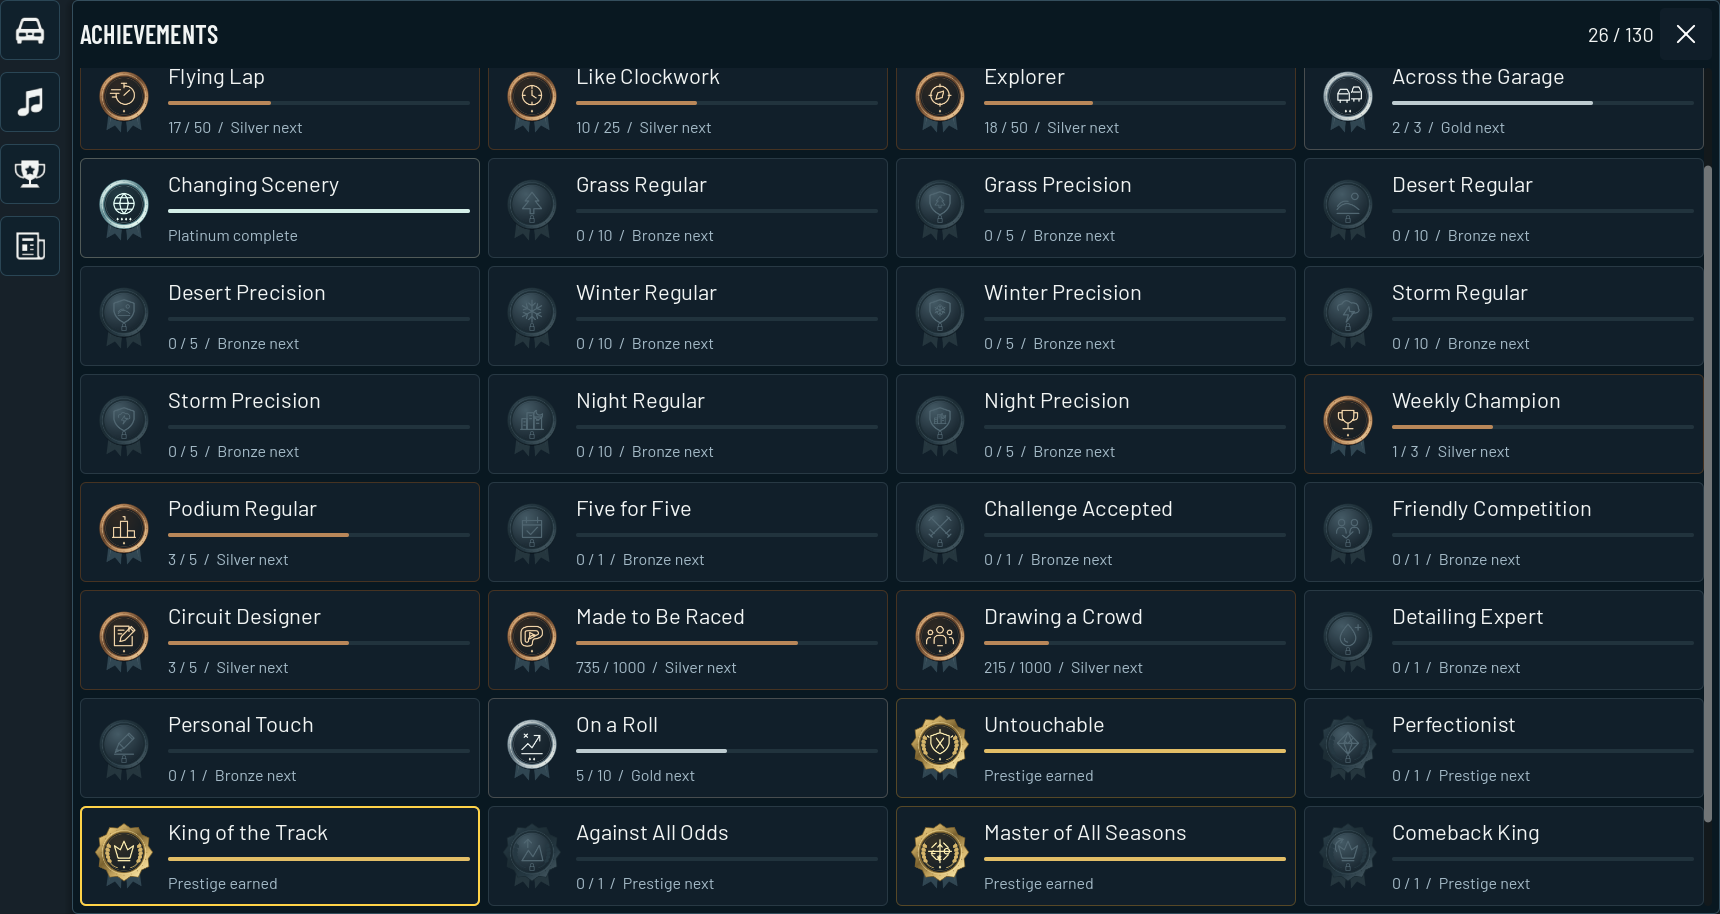 ACHIEVEMENTS
26 / 130
Flying Lap
17 / 50 / Silver next
Like Clockwork
10 / 25 / Silver next
Explorer
18 / 50 / Silver next
Across the Garage
2 / 3 / Gold next
Changing Scenery
Platinum complete
Grass Regular
0 / 10 / Bronze next
Grass Precision
0 / 5 / Bronze next
Desert Regular
0 / 10 / Bronze next
Desert Precision
0 / 5 / Bronze next
Winter Regular
0 / 10 / Bronze next
Winter Precision
0 / 5 / Bronze next
Storm Regular
0 / 10 / Bronze next
Storm Precision
0 / 5 / Bronze next
Night Regular
0 / 10 / Bronze next
Night Precision
0 / 5 / Bronze next
Weekly Champion
1 / 3 / Silver next
Podium Regular
3 / 5 / Silver next
Five for Five
0 / 1 / Bronze next
Challenge Accepted
0 / 1 / Bronze next
Friendly Competition
0 / 1 / Bronze next
Circuit Designer
3 / 5 / Silver next
Made to Be Raced
735 / 1000 / Silver next
Drawing a Crowd
215 / 1000 / Silver next
Detailing Expert
0 / 1 / Bronze next
Personal Touch
0 / 1 / Bronze next
On a Roll
5 / 10 / Gold next
Untouchable
Prestige earned
Perfectionist
0 / 1 / Prestige next
King of the Track
Prestige earned
Against All Odds
0 / 1 / Prestige next
Master of All Seasons
Prestige earned
Comeback King
0 / 1 / Prestige next